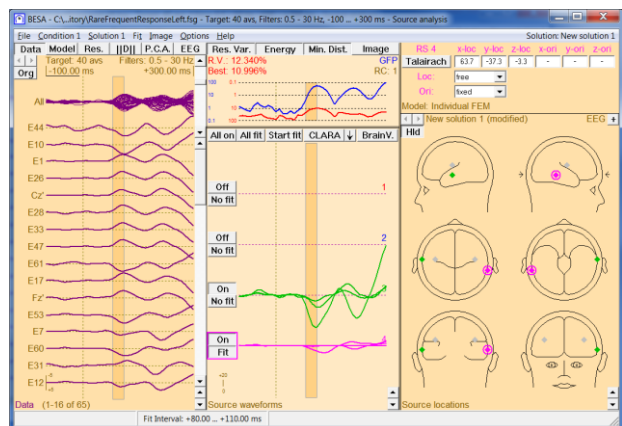 BESA - C:\...itory\RareFrequentResponseLeft.fsg - Target: 40 avs, Filters: 0.5 - 30 Hz, -100 ... +300 ms - Source analysis
File Condition 1 Solution 1 Fit Image Options Help Solution: New solution 1
Data Model Res. ||D|| P.C.A. EEG
Org
Target: 40 avs Filters: 0.5 - 30 Hz
-100.00 ms +300.00 ms
All
E44
E10
E1
E26
Cz'
E28
E33
E47
E61
E17
Fz'
E53
E7
E60
E31
E12
Data (1-16 of 65)
Res. Var. Energy Min. Dist. Image
R.V.: 12.340% GFP
Best: 10.996% RC: 1
100 0.1
0.1 100
All on All fit Start fit CLARA BrainV.
Off 1
No fit
Off 2
No fit
On 3
No fit
On 4
Fit
Source waveforms
RS 4 x-loc y-loc z-loc x-ori y-ori z-ori
Talairach 63.7 -37.3 -3.3 - - -
Loc: free
Ori: fixed
Model: Individual FEM
New solution 1 (modified) EEG +
Hld
Source locations
Fit Interval: +80.00 ... +110.00 ms